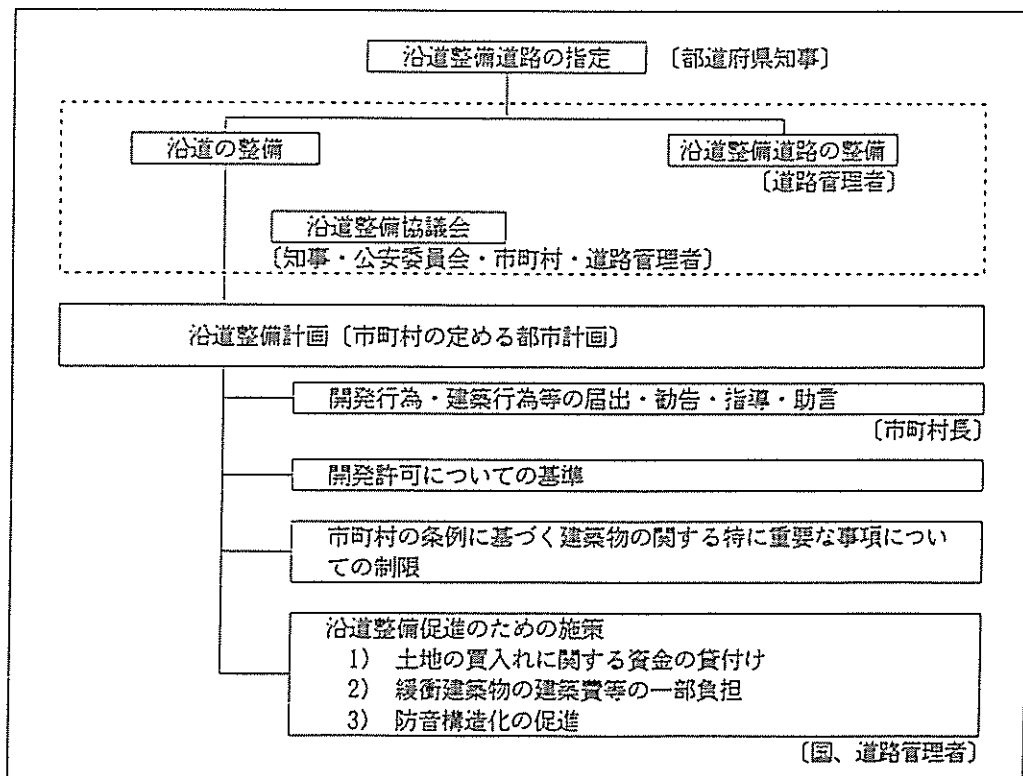 沿道整備道路の指定 〔都道府県知事〕
沿道の整備
沿道整備道路の整備
〔道路管理者〕
沿道整備協議会
〔知事・公安委員会・市町村・道路管理者〕
沿道整備計画〔市町村の定める都市計画〕
開発行為・建築行為等の届出・勧告・指導・助言
〔市町村長〕
開発許可についての基準
市町村の条例に基づく建築物の関する特に重要な事項につい
ての制限
沿道整備促進のための施策
1) 土地の買入れに関する資金の貸付け
2) 緩衝建築物の建築費等の一部負担
3) 防音構造化の促進
〔国、道路管理者〕